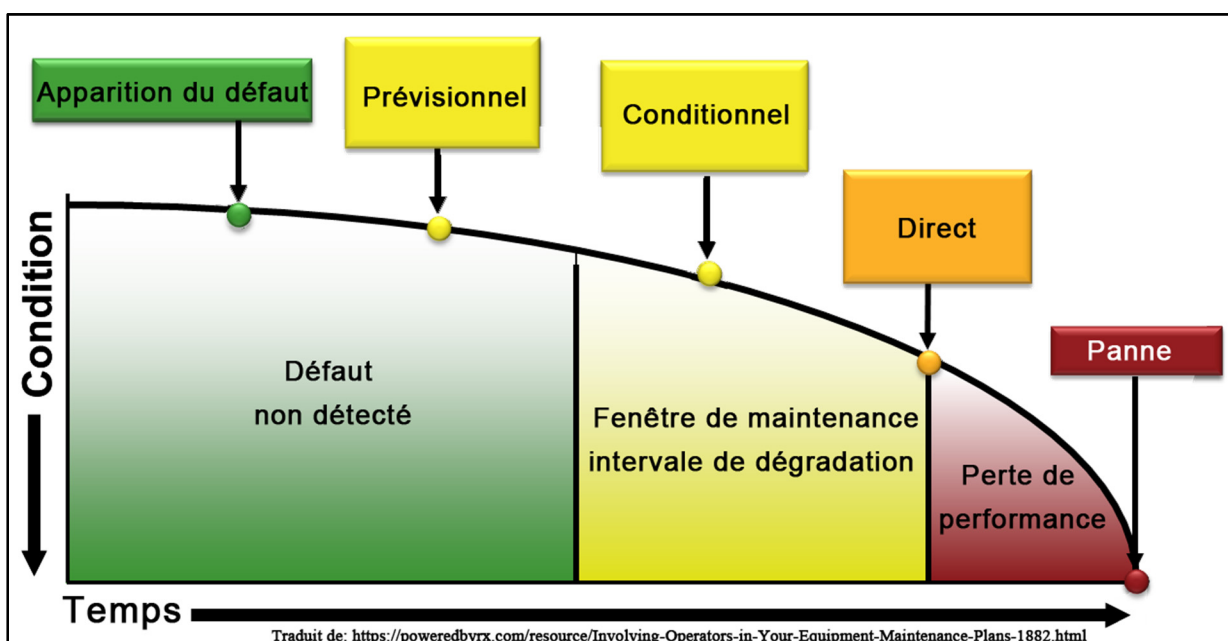 Apparition du défaut
Prévisionnel
Conditionnel
Direct
Panne
Condition
Défaut
non détecté
Fenêtre de maintenance
intervale de dégradation
Perte de
performance
Temps
Traduit de: https://poweredbyrx.com/resource/Involving-Operators-in-Your-Equipment-Maintenance-Plans-1882.html